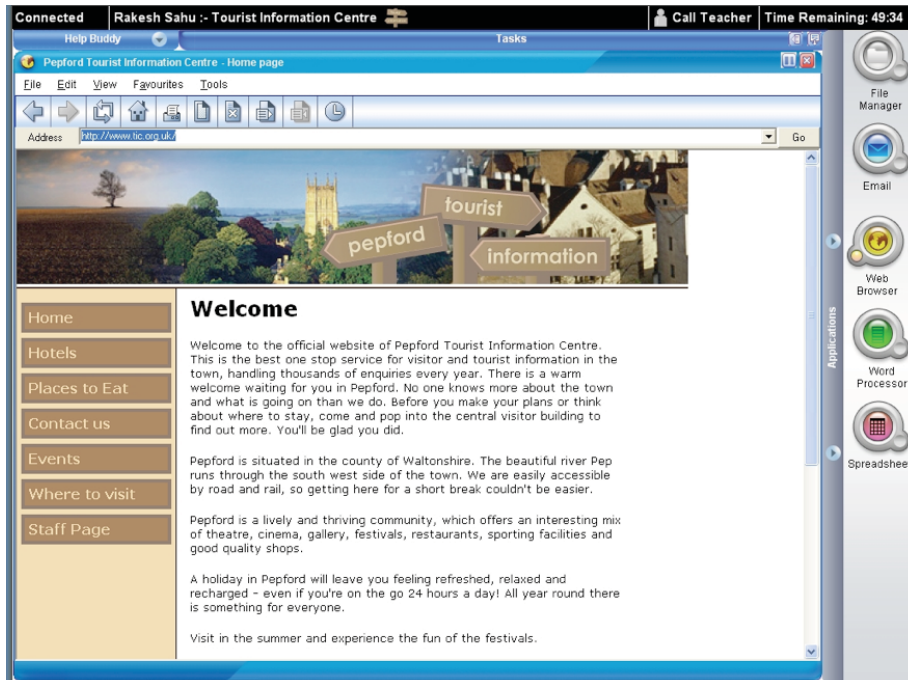 Connected Rakesh Sahu :- Tourist Information Centre Call Teacher Time Remaining: 49:34
Help Buddy Tasks
Pepford Tourist Information Centre - Home page
File Edit View Favourites Tools
Address http://www.tic.org.uk/ Go
tourist
pepford
information
Home
Hotels
Places to Eat
Contact us
Events
Where to visit
Staff Page
Welcome
Welcome to the official website of Pepford Tourist Information Centre.
This is the best one stop service for visitor and tourist information in the
town, handling thousands of enquiries every year. There is a warm
welcome waiting for you in Pepford. No one knows more about the town
and what is going on than we do. Before you make your plans or think
about where to stay, come and pop into the central visitor building to
find out more. You'll be glad you did.
Pepford is situated in the county of Waltonshire. The beautiful river Pep
runs through the south west side of the town. We are easily accessible
by road and rail, so getting here for a short break couldn't be easier.
Pepford is a lively and thriving community, which offers an interesting mix
of theatre, cinema, gallery, festivals, restaurants, sporting facilities and
good quality shops.
A holiday in Pepford will leave you feeling refreshed, relaxed and
recharged - even if you're on the go 24 hours a day! All year round there
is something for everyone.
Visit in the summer and experience the fun of the festivals.
Applications
File
Manager
Email
Web
Browser
Word
Processor
Spreadshee